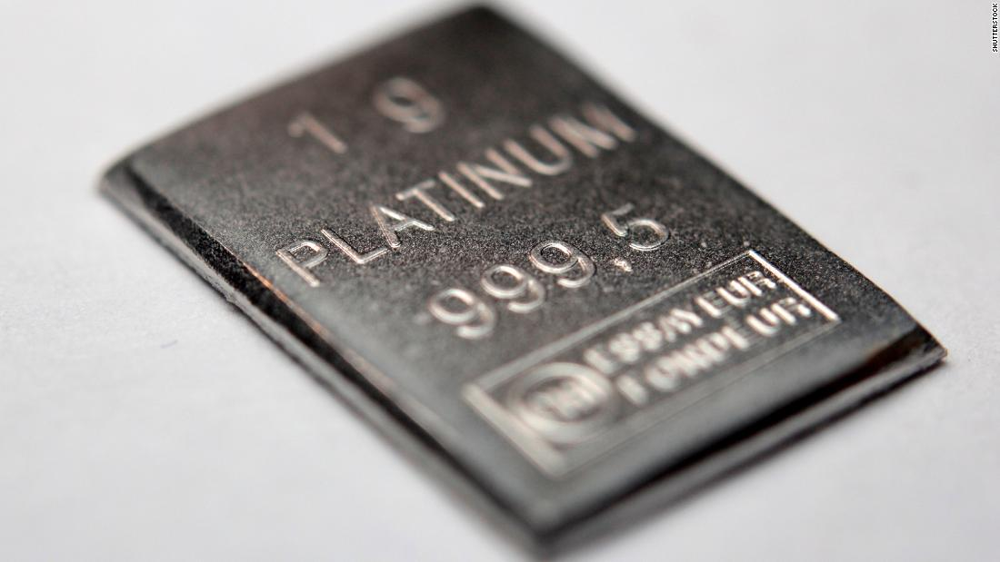 1 g
PLATINUM
999,5
ESSAYEUR
FONDEUR
SHUTTERSTOCK